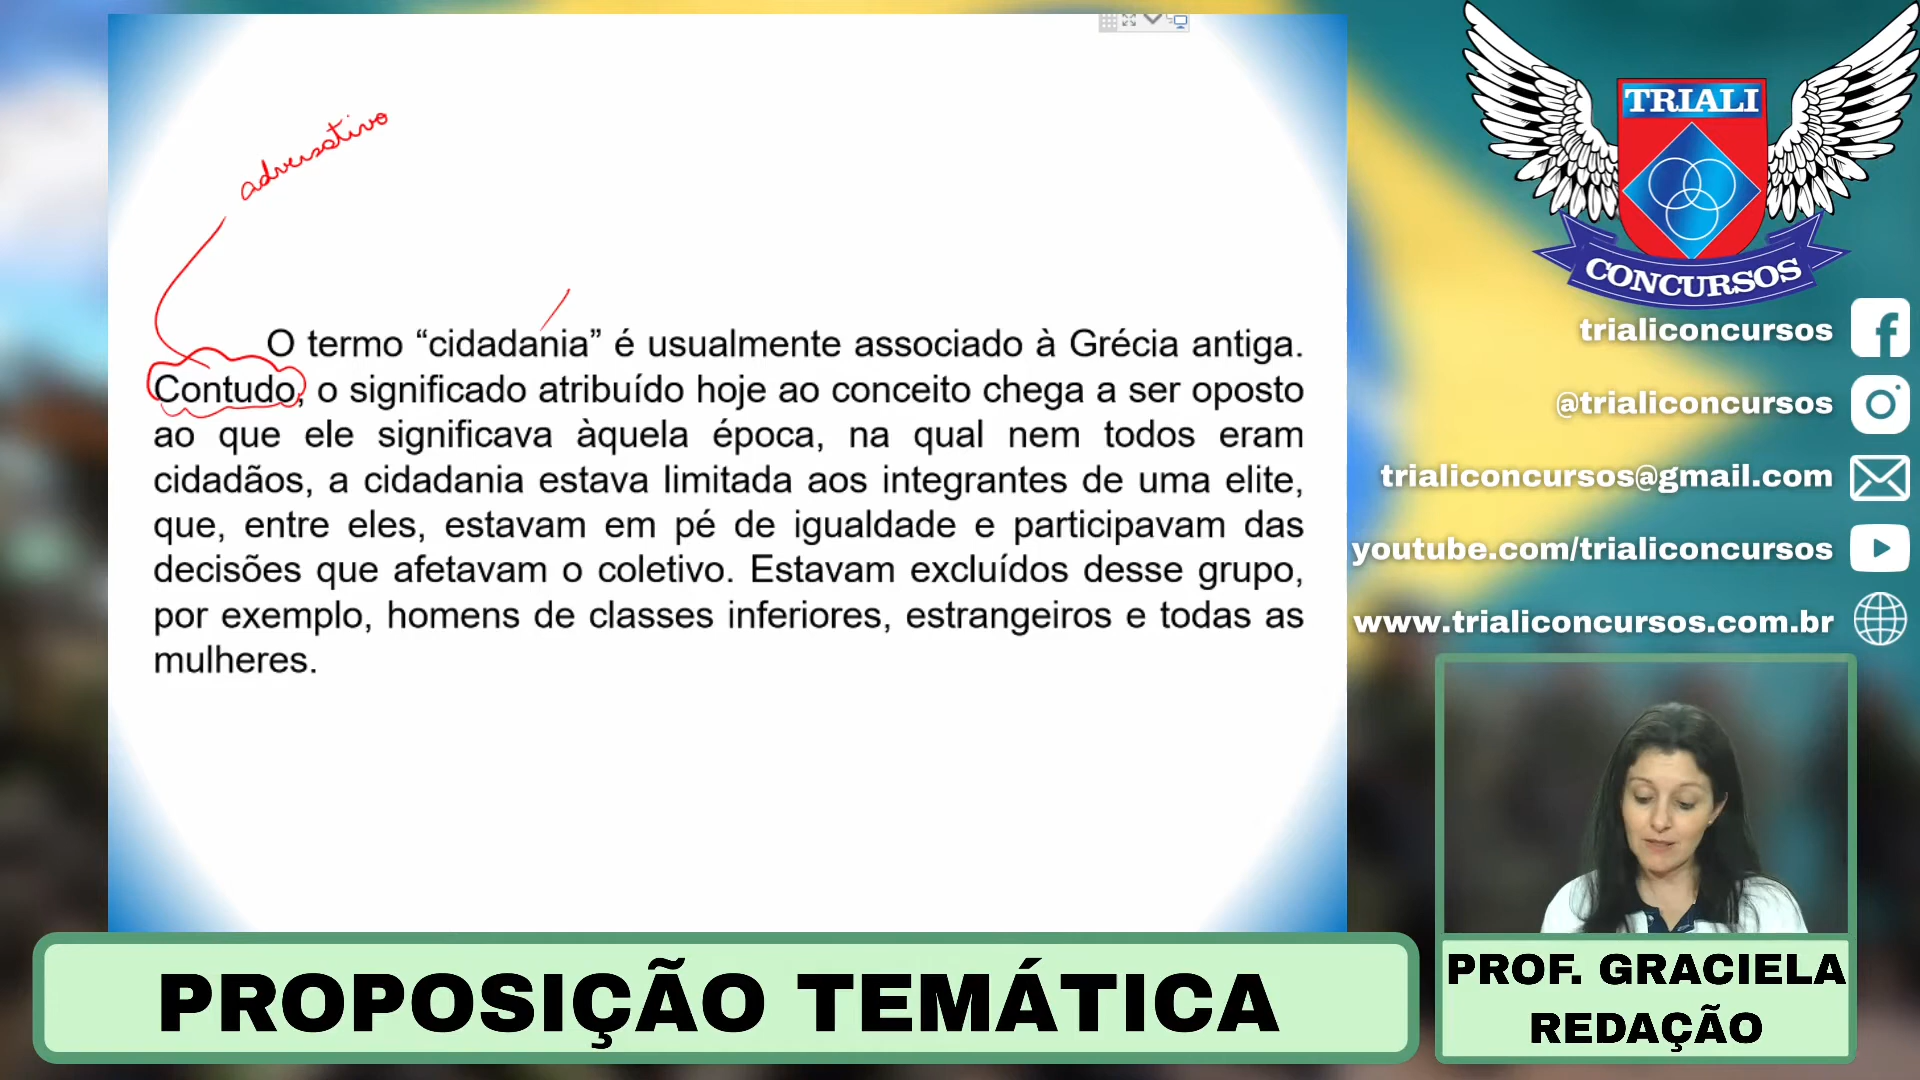 adversativo
O termo “cidadania” é usualmente associado à Grécia antiga.
Contudo, o significado atribuído hoje ao conceito chega a ser oposto
ao que ele significava àquela época, na qual nem todos eram
cidadãos, a cidadania estava limitada aos integrantes de uma elite,
que, entre eles, estavam em pé de igualdade e participavam das
decisões que afetavam o coletivo. Estavam excluídos desse grupo,
por exemplo, homens de classes inferiores, estrangeiros e todas as
mulheres.
TRIALI
CONCURSOS
trialiconcursos
@trialiconcursos
trialiconcursos@gmail.com
youtube.com/trialiconcursos
www.trialiconcursos.com.br
PROPOSIÇÃO TEMÁTICA
PROF. GRACIELA
REDAÇÃO